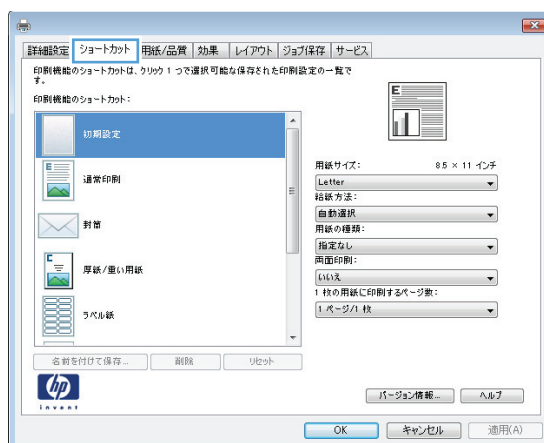 詳細設定 ショートカット 用紙/品質 効果 レイアウト ジョブ保存 サービス
印刷機能のショートカットは、クリック 1 つで選択可能な保存された印刷設定の一覧で
す。
印刷機能のショートカット:
初期設定
E
通常印刷
封筒
C
厚紙/重い用紙
ラベル紙
名前を付けて保存... 削除 リセット
E
用紙サイズ: 8.5 × 11 インチ
Letter
給紙方法:
自動選択
用紙の種類:
指定なし
両面印刷:
いいえ
1 枚の用紙に印刷するページ数:
1 ページ/1 枚
hp
invent
バージョン情報... ヘルプ
OK キャンセル 適用(A)